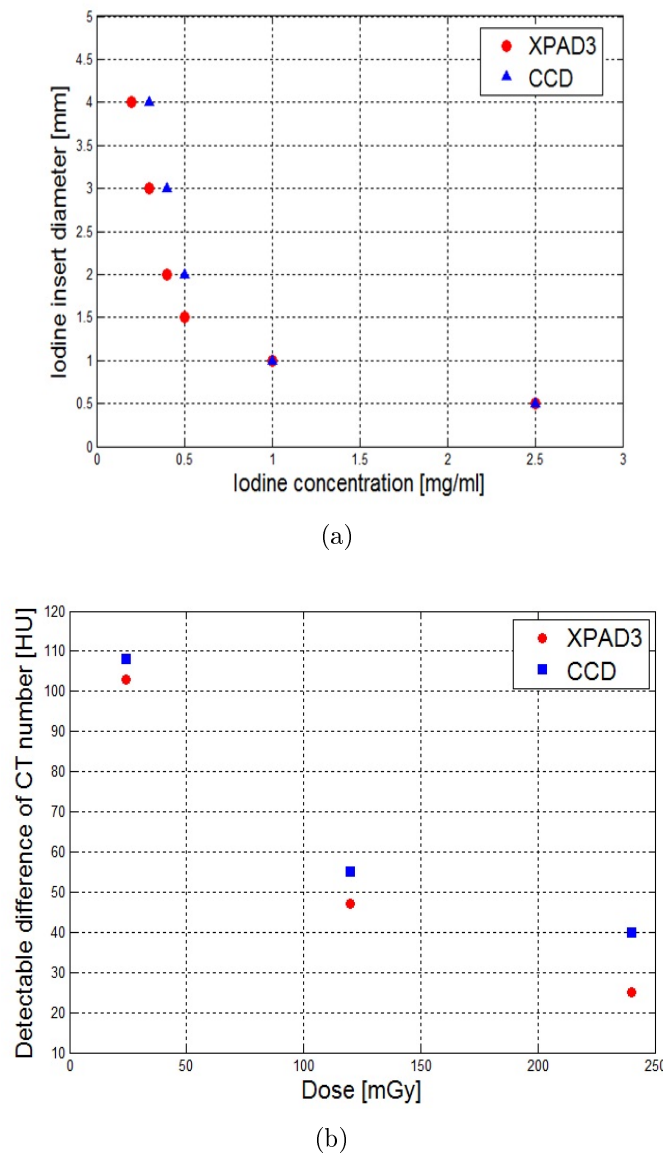 5
4.5
4
3.5
3
2.5
2
1.5
1
0.5
0
Iodine insert diameter [mm]
XPAD3
CCD
0 0.5 1 1.5 2 2.5 3
Iodine concentration [mg/ml]
(a)
120
110
100
90
80
70
60
50
40
30
20
10
Detectable difference of CT number [HU]
XPAD3
CCD
0 50 100 150 200 250
Dose [mGy]
(b)